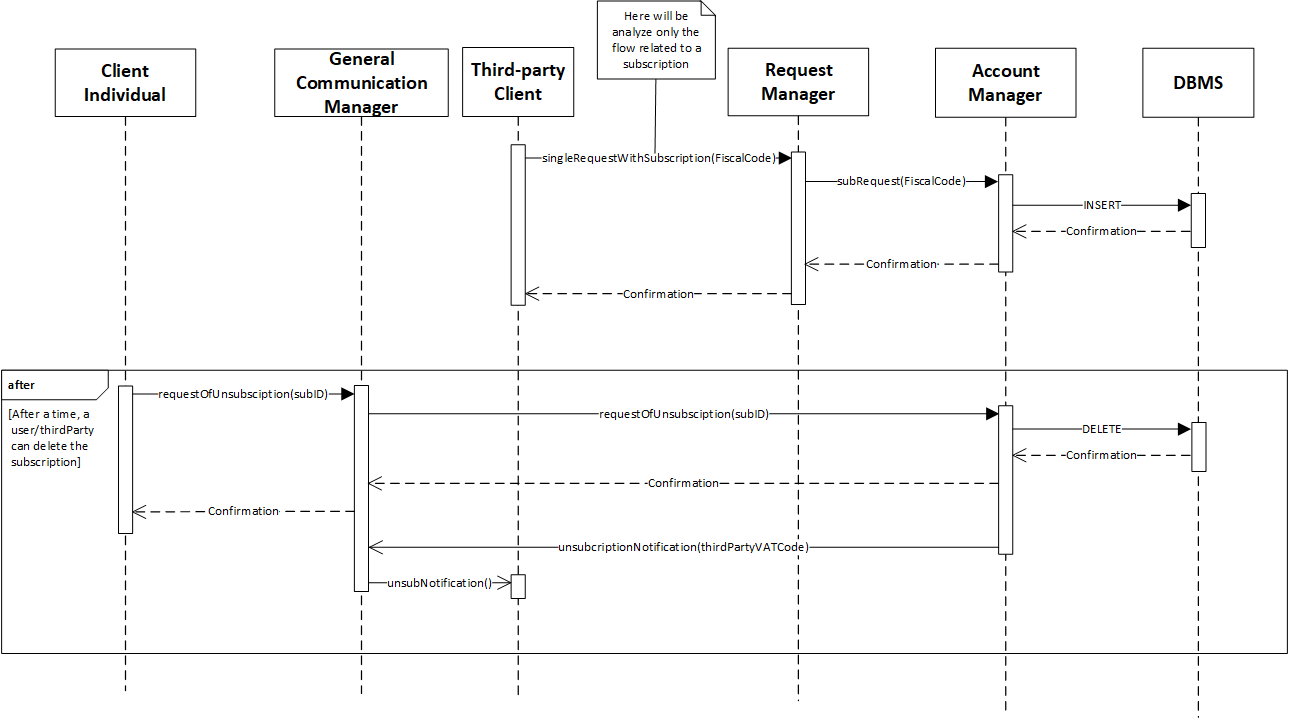 Here will be
analyze only the
flow related to a
subscription
Client
Individual
General
Communication
Manager
Third-party
Client
Request
Manager
Account
Manager
DBMS
singleRequestWithSubscription(FiscalCode)
subRequest(FiscalCode)
INSERT
Confirmation
Confirmation
Confirmation
after
[After a time, a
user/thirdParty
can delete the
subscription]
requestOfUnsubsciption(subID)
requestOfUnsubsciption(subID)
DELETE
Confirmation
Confirmation
Confirmation
unsubcriptionNotification(thirdPartyVATCode)
unsubNotification()